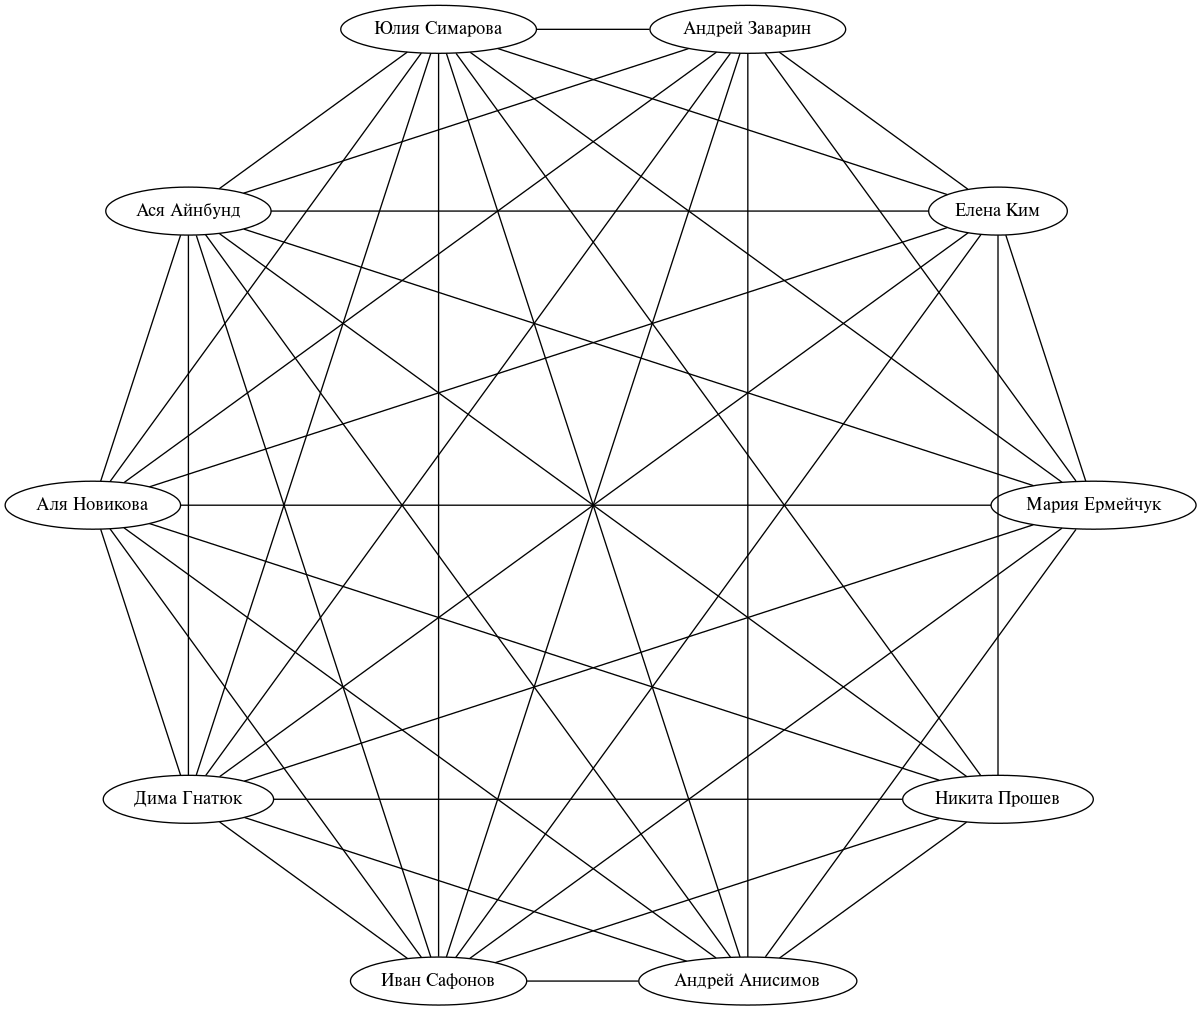 Юлия Симарова
Андрей Заварин
Ася Айнбунд
Елена Ким
Аля Новикова
Мария Ермейчук
Дима Гнатюк
Никита Прошев
Иван Сафонов
Андрей Анисимов